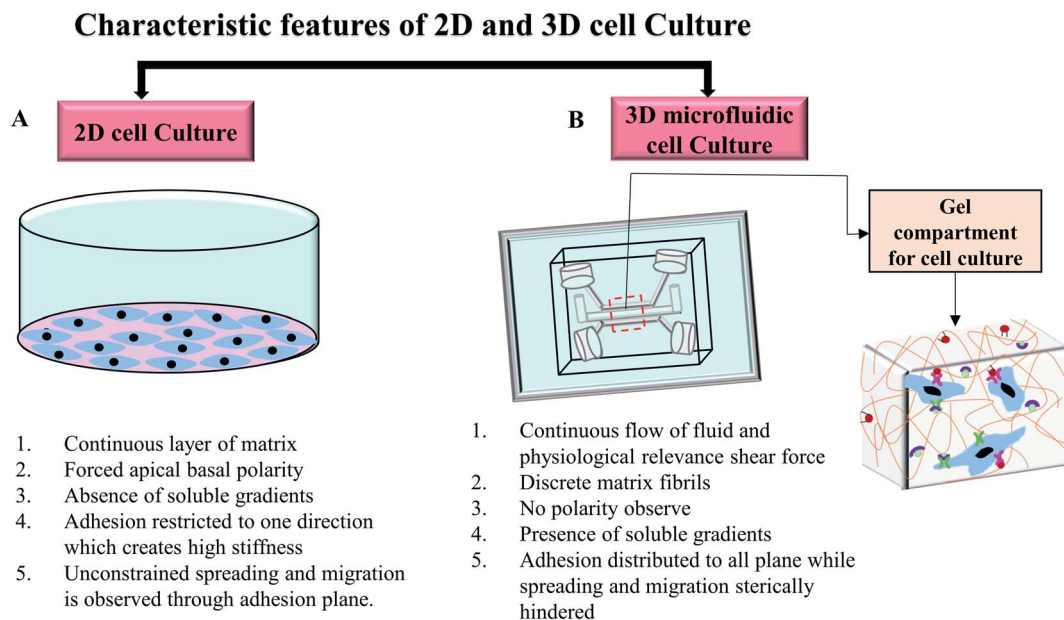 Characteristic features of 2D and 3D cell Culture
A
2D cell Culture
B
3D microfluidic
cell Culture
Gel
compartment
for cell culture
1. Continuous layer of matrix
2. Forced apical basal polarity
3. Absence of soluble gradients
4. Adhesion restricted to one direction
which creates high stiffness
5. Unconstrained spreading and migration
is observed through adhesion plane.
1. Continuous flow of fluid and
physiological relevance shear force
2. Discrete matrix fibrils
3. No polarity observe
4. Presence of soluble gradients
5. Adhesion distributed to all plane while
spreading and migration sterically
hindered